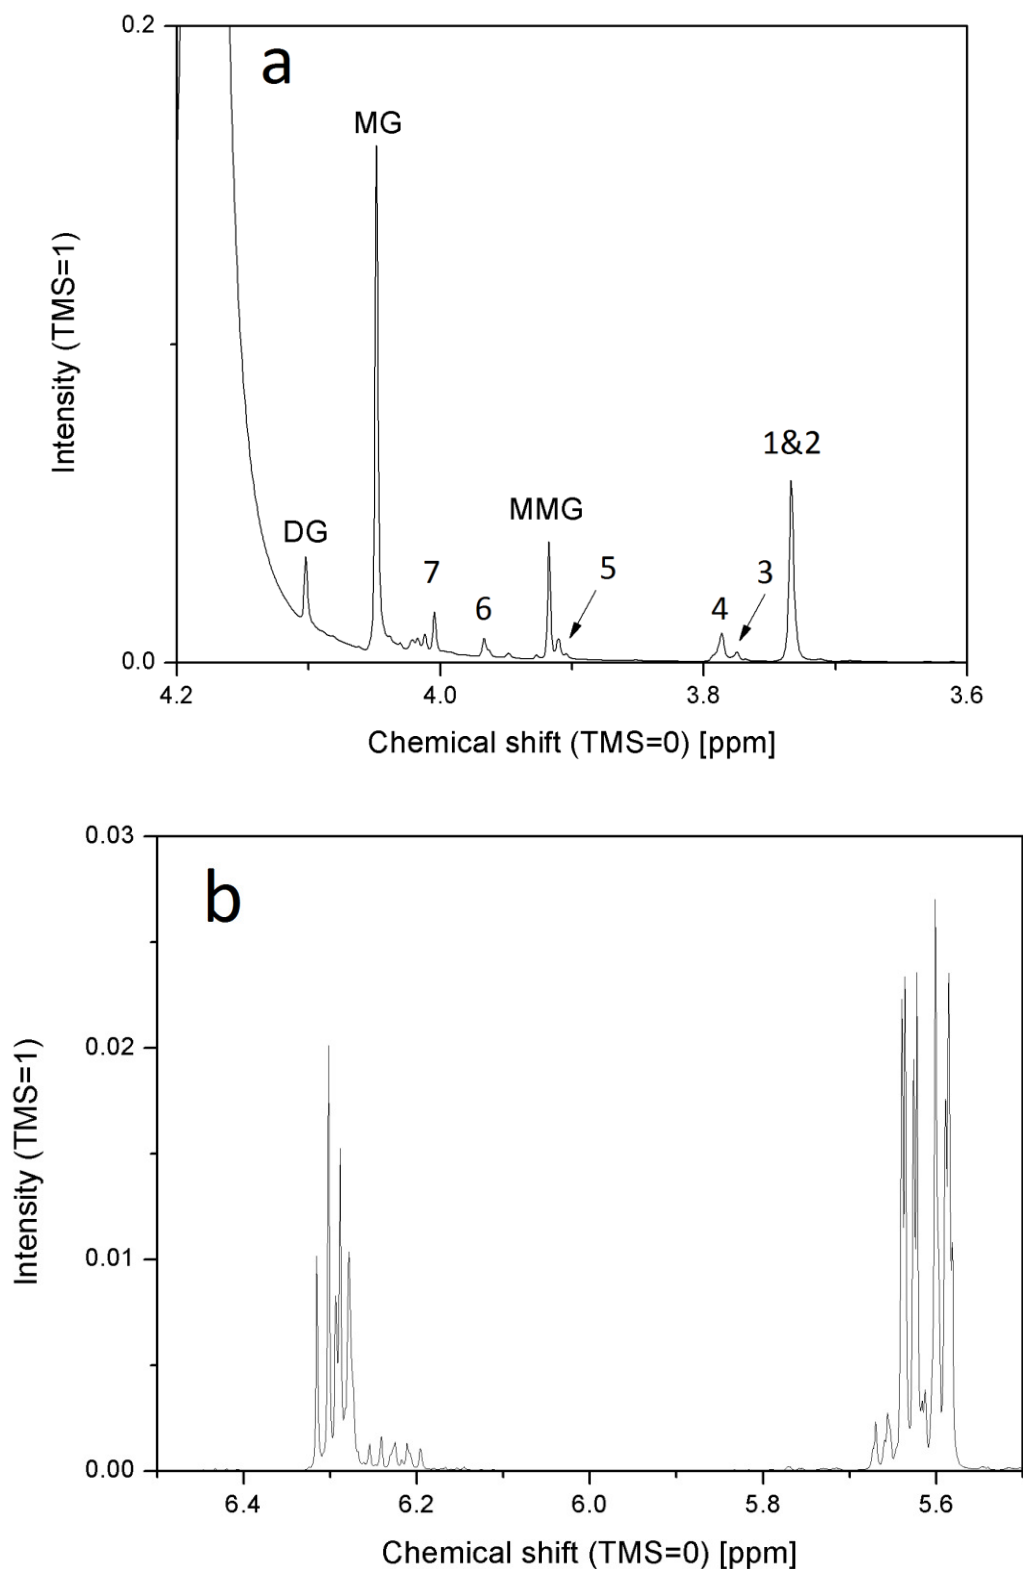 0.2
a
MG
Intensity (TMS=1)
1&2
MMG
DG
5
7
3
6
4
0.0
4.2
4.0
3.8
3.6
Chemical shift (TMS=0) [ppm]
0.03
b
0.02
Intensity (TMS=1)
0.01
0.00
6.4
6.2
6.0
5.8
5.6
Chemical shift (TMS=0) [ppm]